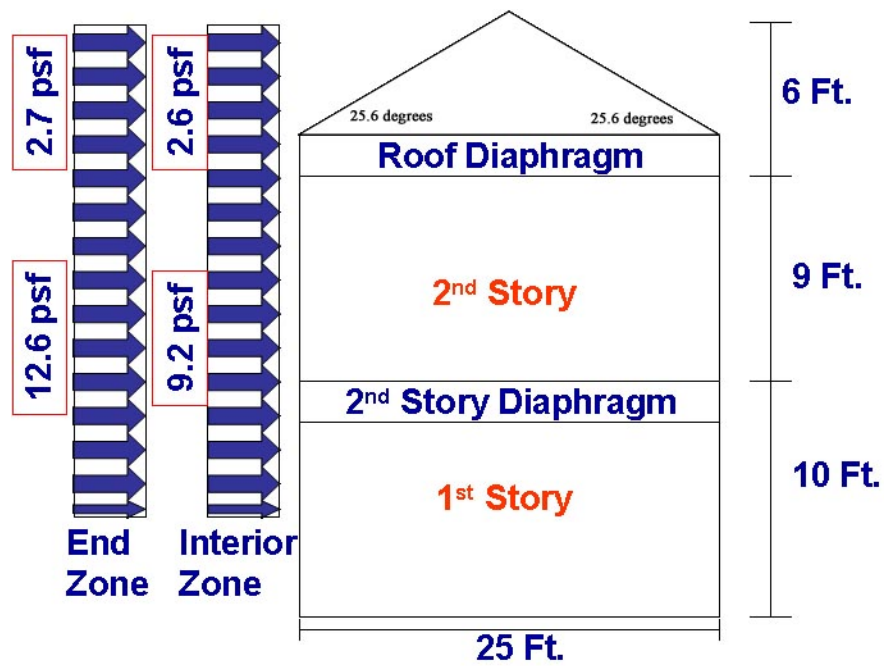 2.7 psf
2.6 psf
12.6 psf
9.2 psf
End
Zone
Interior
Zone
25.6 degrees
25.6 degrees
Roof Diaphragm
2nd Story
2nd Story Diaphragm
1st Story
25 Ft.
6 Ft.
9 Ft.
10 Ft.